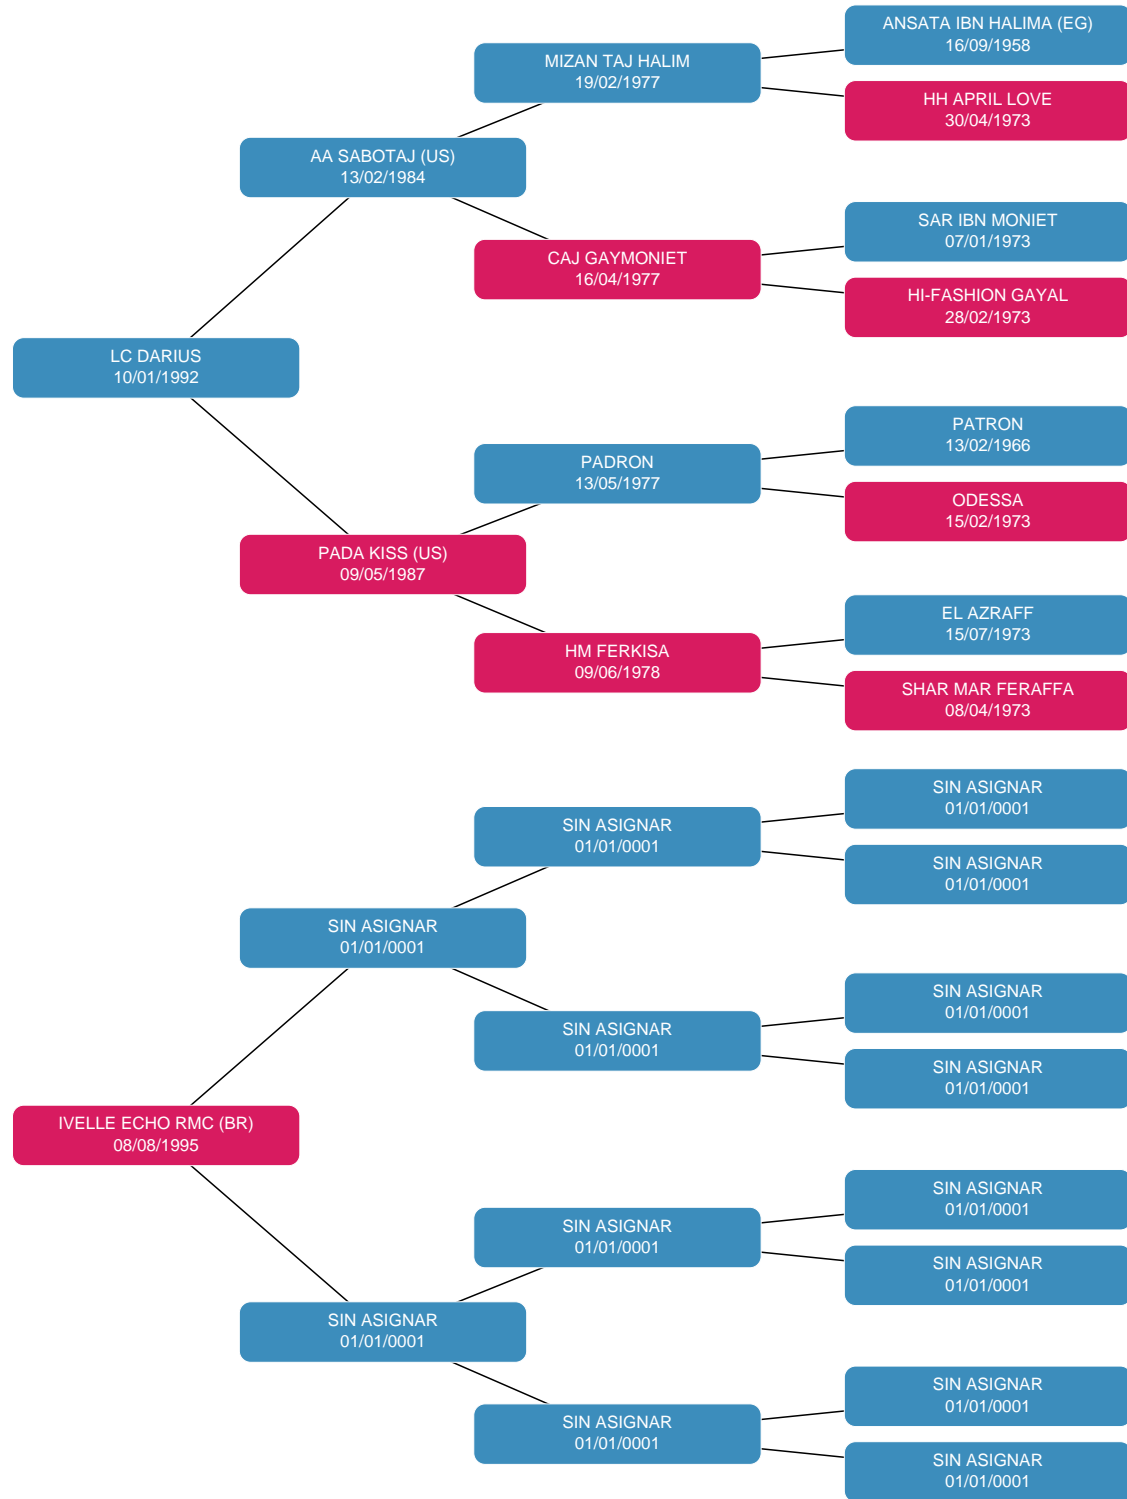 ANSATA IBN HALIMA (EG)
16/09/1958
MIZAN TAJ HALIM
19/02/1977
HH APRIL LOVE
30/04/1973
AA SABOTAJ (US)
13/02/1984
SAR IBN MONIET
07/01/1973
CAJ GAYMONIET
16/04/1977
HI-FASHION GAYAL
28/02/1973
LC DARIUS
10/01/1992
PATRON
13/02/1966
PADRON
13/05/1977
ODESSA
15/02/1973
PADA KISS (US)
09/05/1987
EL AZRAFF
15/07/1973
HM FERKISA
09/06/1978
SHAR MAR FERAFFA
08/04/1973
SIN ASIGNAR
01/01/0001
SIN ASIGNAR
01/01/0001
SIN ASIGNAR
01/01/0001
SIN ASIGNAR
01/01/0001
SIN ASIGNAR
01/01/0001
SIN ASIGNAR
01/01/0001
SIN ASIGNAR
01/01/0001
IVELLE ECHO RMC (BR)
08/08/1995
SIN ASIGNAR
01/01/0001
SIN ASIGNAR
01/01/0001
SIN ASIGNAR
01/01/0001
SIN ASIGNAR
01/01/0001
SIN ASIGNAR
01/01/0001
SIN ASIGNAR
01/01/0001
SIN ASIGNAR
01/01/0001